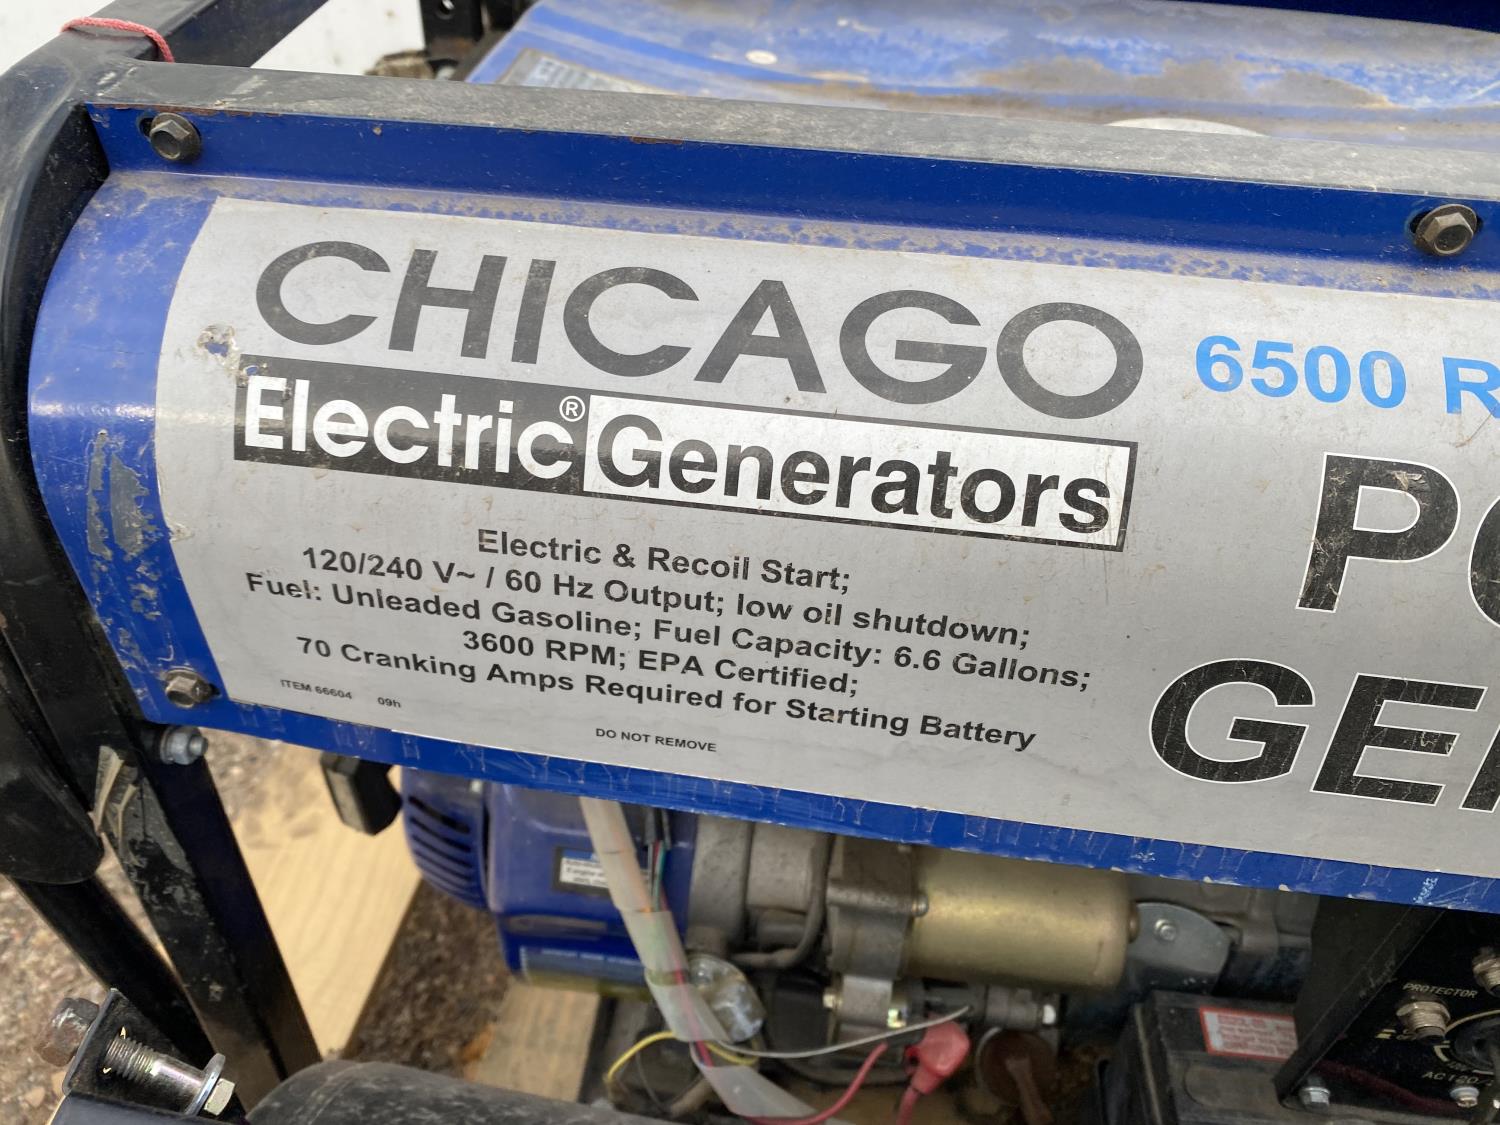 CHICAGO
Electric® Generators
6500 R
Electric & Recoil Start;
120/240 V~ / 60 Hz Output; low oil shutdown;
Fuel: Unleaded Gasoline; Fuel Capacity: 6.6 Gallons;
3600 RPM; EPA Certified;
70 Cranking Amps Required for Starting Battery
ITEM 66604 09h
DO NOT REMOVE
PO
GEN
PROTECTOR
AC120/